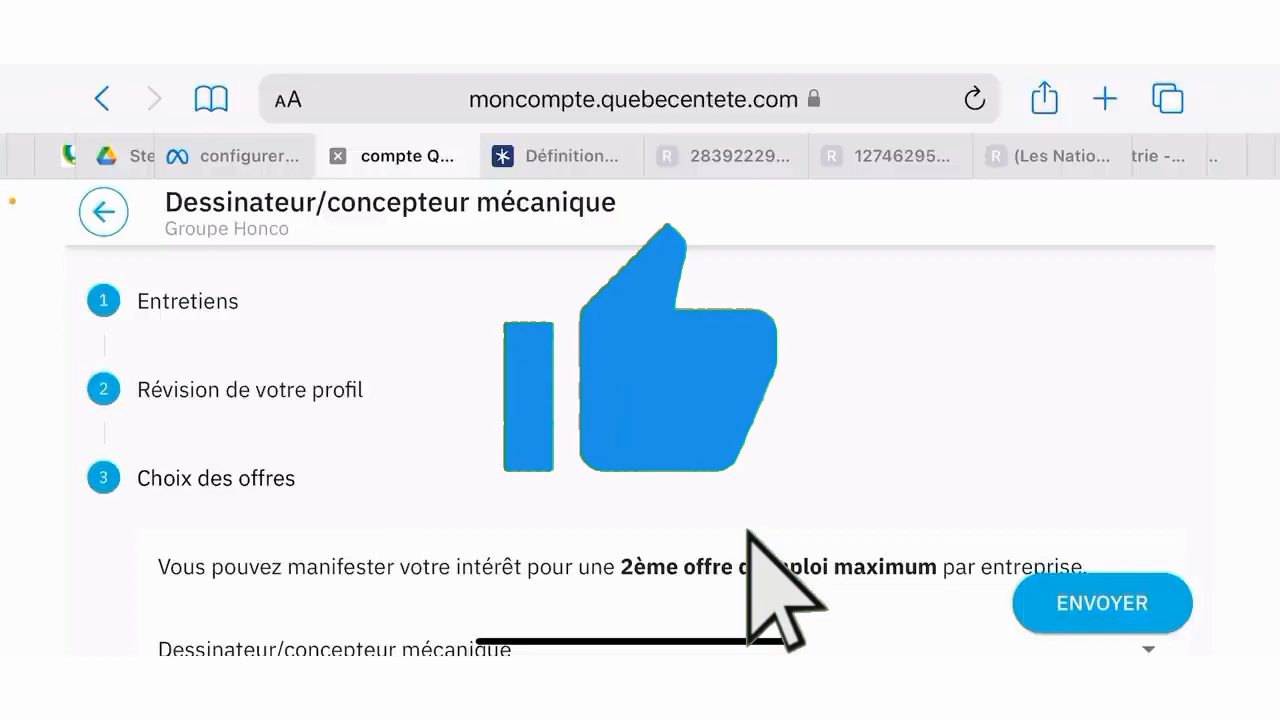 AA moncompte.quebecentete.com
Ste configurer... compte Q... Définition... R 28392229... R 12746295... R (Les Natio... trie -... ..
Dessinateur/concepteur mécanique
Groupe Honco
1 Entretiens
2 Révision de votre profil
3 Choix des offres
Vous pouvez manifester votre intérêt pour une 2ème offre d ploi maximum par entreprise.
ENVOYER
Dessinateur/concepteur mécanique